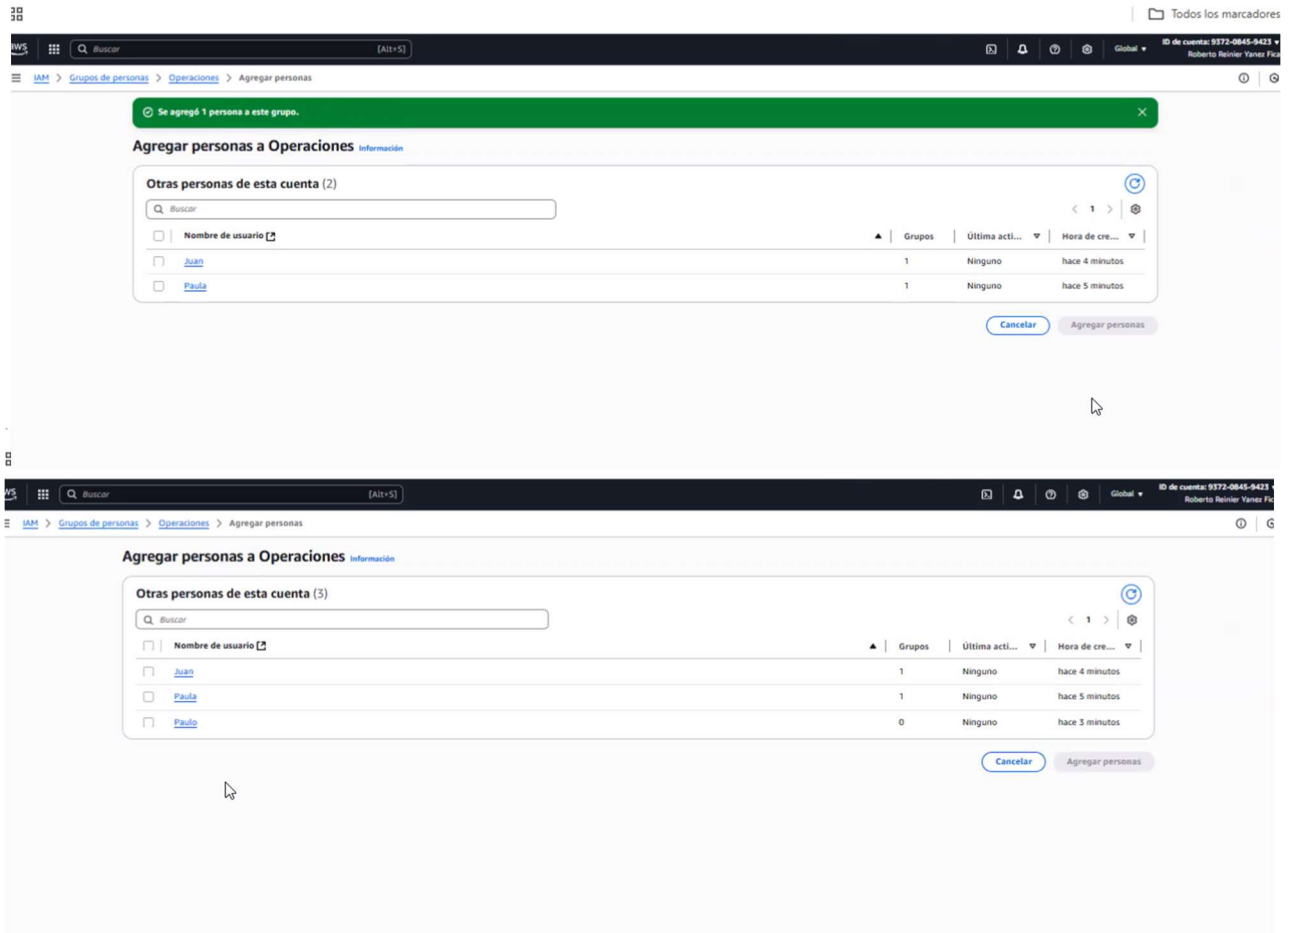 Todos los marcadores
aws Buscar [Alt+S] Global ID de cuenta: 9372-0845-9423
Roberto Reinier Yanez Fica
IAM > Grupos de personas > Operaciones > Agregar personas
Se agregó 1 persona a este grupo.
Agregar personas a Operaciones Información
Otras personas de esta cuenta (2)
Buscar < 1 >
Nombre de usuario Grupos Última acti... Hora de cre...
Juan 1 Ninguno hace 4 minutos
Paula 1 Ninguno hace 5 minutos
Cancelar Agregar personas
ws Buscar [Alt+S] Global ID de cuenta: 9372-0845-9423
Roberto Reinier Yanez Fic
IAM > Grupos de personas > Operaciones > Agregar personas
Agregar personas a Operaciones Información
Otras personas de esta cuenta (3)
Buscar < 1 >
Nombre de usuario Grupos Última acti... Hora de cre...
Juan 1 Ninguno hace 4 minutos
Paula 1 Ninguno hace 5 minutos
Paulo 0 Ninguno hace 3 minutos
Cancelar Agregar personas